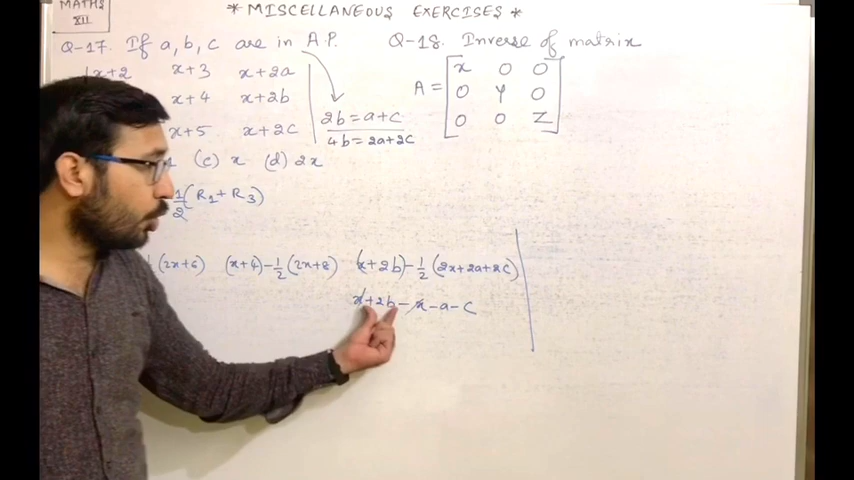 MATHS
XII
* MISCELLANEOUS EXERCISES *
Q-17. If a, b, c are in A.P.
x+2 x+3 x+2a
x+4 x+2b
x+5 x+2c
2b = a+c
4b = 2a+2c
(c) x (d) 2x
1/2 (R1 + R3)
(2x+6) (x+4) - 1/2 (2x+8) (x+2b) - 1/2 (2x+2a+2c)
x+2b-x-a-c
Q-18. Inverse of matrix
A = [ x 0 0
0 y 0
0 0 z ]